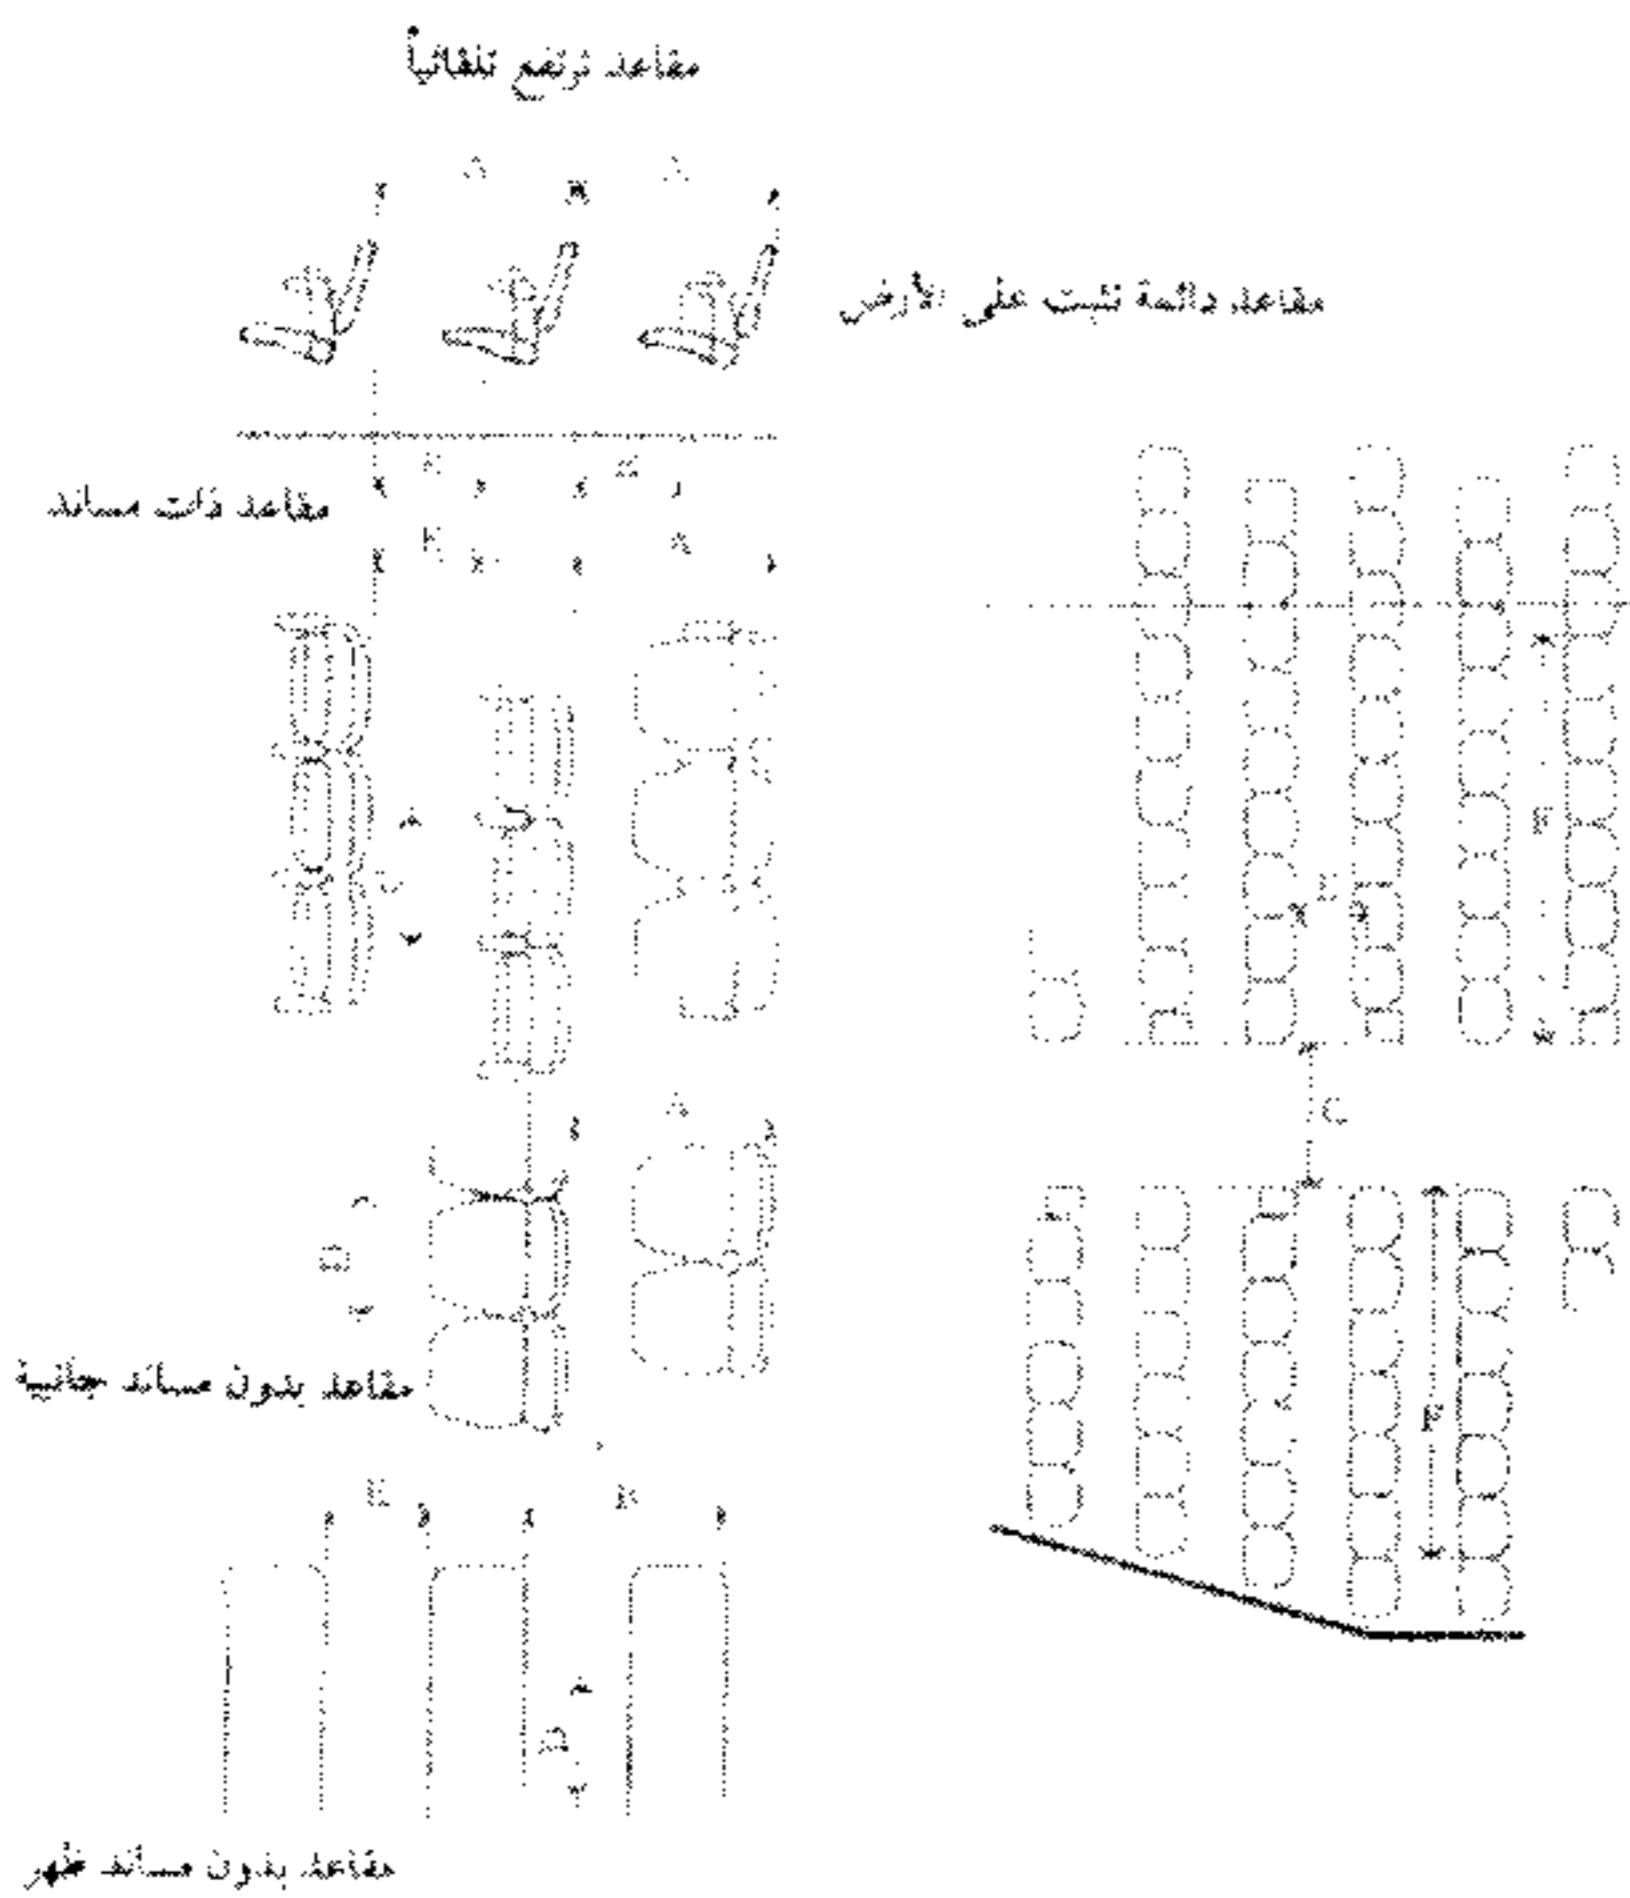 مقاعد ترتفع تلقائياً
A A
مقاعد دائمة تثبت على الأرض
E E
مقاعد ذات مساند
E A
F
E
C
A
C
B
F
مقاعد بدون مساند جانبية
E E
D
مقاعد بدون مساند ظهر